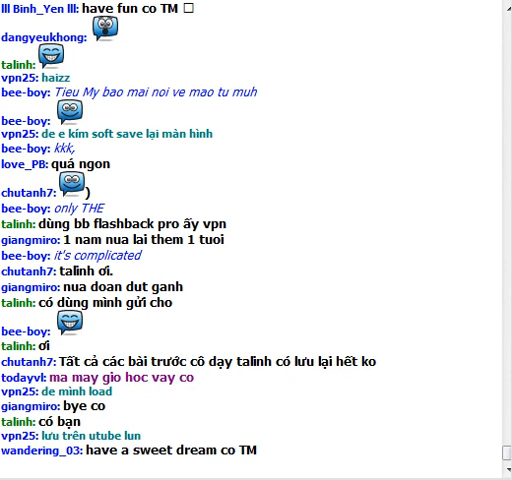 lll Binh_Yen lll: have fun co TM □
dangyeukhong:
talinh:
vpn25: haizz
bee-boy: Tieu My bao mai noi ve mao tu muh
bee-boy:
vpn25: de e kím soft save lại màn hình
bee-boy: kkk,
love_PB: quá ngon
chutanh7: )
bee-boy: only THE
talinh: dùng bb flashback pro ấy vpn
giangmiro: 1 nam nua lai them 1 tuoi
bee-boy: it's complicated
chutanh7: talinh ơi.
giangmiro: nua doan dut ganh
talinh: có dùng mình gửi cho
bee-boy:
talinh: ơi
chutanh7: Tất cả các bài trước cô dạy talinh có lưu lại hết ko
todayvl: ma may gio hoc vay co
vpn25: de mình load
giangmiro: bye co
talinh: có bạn
vpn25: lưu trên utube lun
wandering_03: have a sweet dream co TM